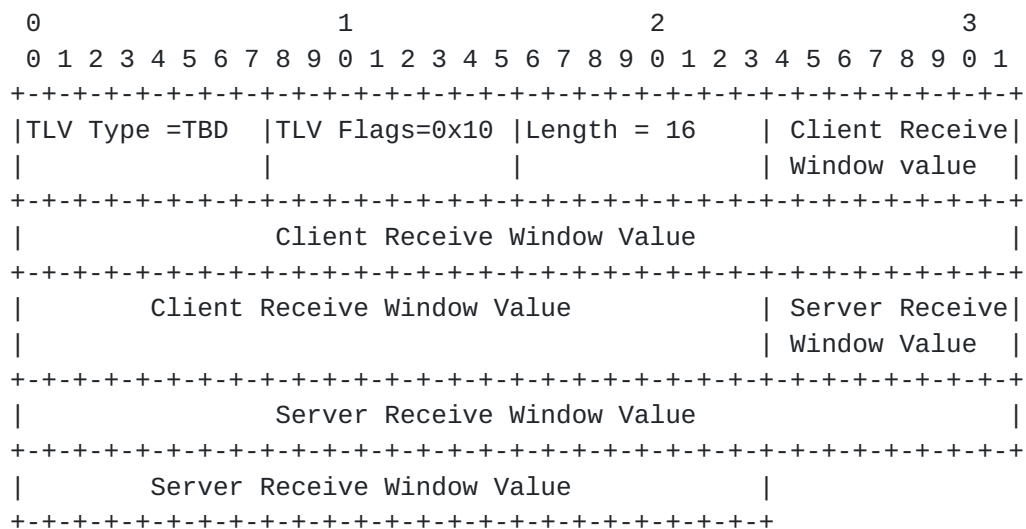 0                   1                   2                   3
 0 1 2 3 4 5 6 7 8 9 0 1 2 3 4 5 6 7 8 9 0 1 2 3 4 5 6 7 8 9 0 1
+-+-+-+-+-+-+-+-+-+-+-+-+-+-+-+-+-+-+-+-+-+-+-+-+-+-+-+-+-+-+-+-+
|TLV Type =TBD  |TLV Flags=0x10 |Length = 16    | Client Receive|
|               |               |               | Window value  |
+-+-+-+-+-+-+-+-+-+-+-+-+-+-+-+-+-+-+-+-+-+-+-+-+-+-+-+-+-+-+-+-+
|                Client Receive Window Value                    |
+-+-+-+-+-+-+-+-+-+-+-+-+-+-+-+-+-+-+-+-+-+-+-+-+-+-+-+-+-+-+-+-+
|        Client Receive Window Value            | Server Receive|
|                                               | Window Value  |
+-+-+-+-+-+-+-+-+-+-+-+-+-+-+-+-+-+-+-+-+-+-+-+-+-+-+-+-+-+-+-+-+
|                Server Receive Window Value                    |
+-+-+-+-+-+-+-+-+-+-+-+-+-+-+-+-+-+-+-+-+-+-+-+-+-+-+-+-+-+-+-+-+
|        Server Receive Window Value            |
+-+-+-+-+-+-+-+-+-+-+-+-+-+-+-+-+-+-+-+-+-+-+-+-+